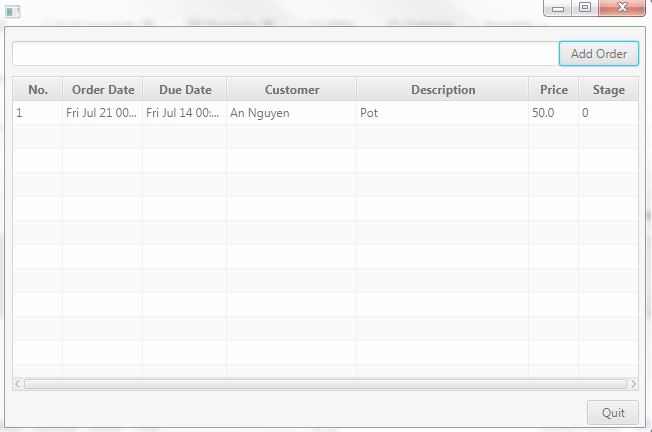 Add Order
No. Order Date Due Date Customer Description Price Stage
1 Fri Jul 21 00... Fri Jul 14 00:... An Nguyen Pot 50.0 0
Quit